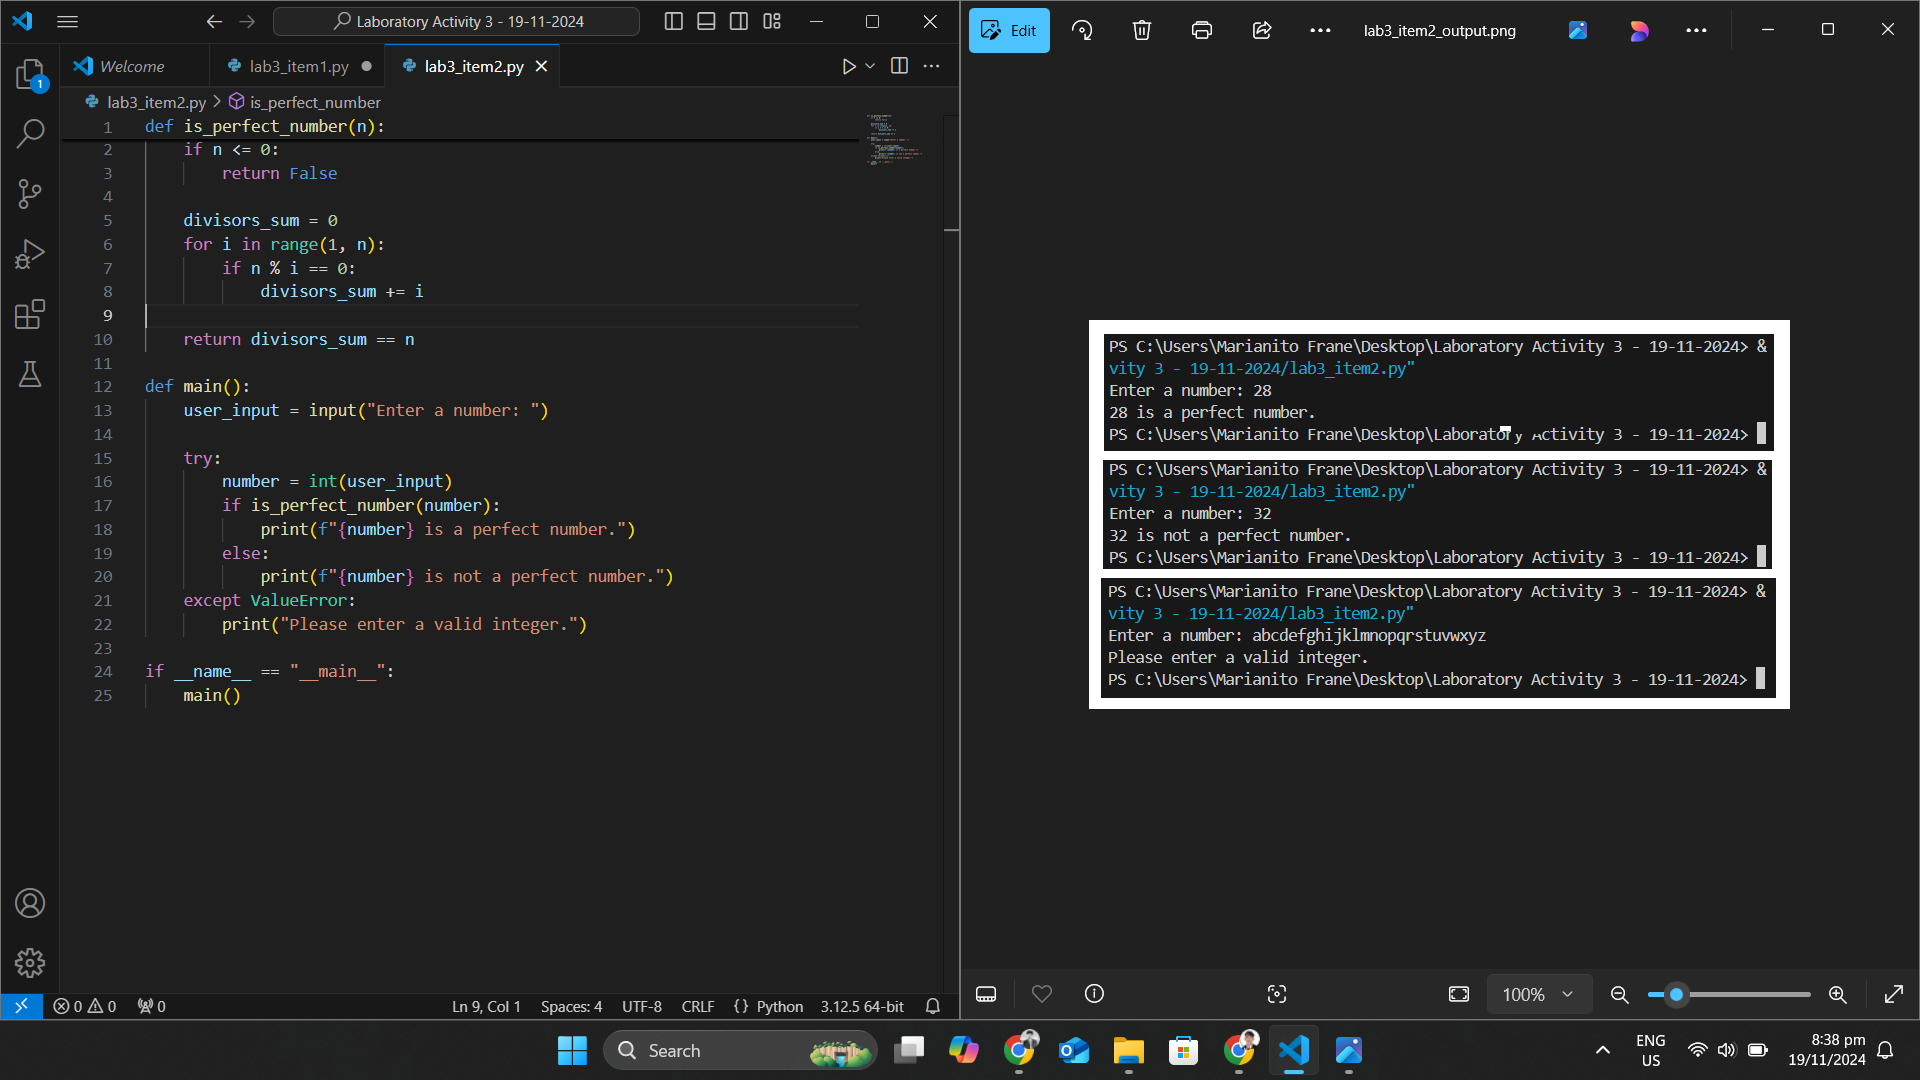 Laboratory Activity 3 - 19-11-2024
Welcome
lab3_item1.py
lab3_item2.py
lab3_item2.py > is_perfect_number
1 def is_perfect_number(n):
2 if n <= 0:
3 return False
4
5 divisors_sum = 0
6 for i in range(1, n):
7 if n % i == 0:
8 divisors_sum += i
9
10 return divisors_sum == n
11
12 def main():
13 user_input = input("Enter a number: ")
14
15 try:
16 number = int(user_input)
17 if is_perfect_number(number):
18 print(f"{number} is a perfect number.")
19 else:
20 print(f"{number} is not a perfect number.")
21 except ValueError:
22 print("Please enter a valid integer.")
23
24 if __name__ == "__main__":
25 main()
1
0 0 0
Ln 9, Col 1 Spaces: 4 UTF-8 CRLF {} Python 3.12.5 64-bit
Edit
lab3_item2_output.png
PS C:\Users\Marianito Frane\Desktop\Laboratory Activity 3 - 19-11-2024> &
vity 3 - 19-11-2024/lab3_item2.py"
Enter a number: 28
28 is a perfect number.
PS C:\Users\Marianito Frane\Desktop\Laboratory Activity 3 - 19-11-2024>
PS C:\Users\Marianito Frane\Desktop\Laboratory Activity 3 - 19-11-2024> &
vity 3 - 19-11-2024/lab3_item2.py"
Enter a number: 32
32 is not a perfect number.
PS C:\Users\Marianito Frane\Desktop\Laboratory Activity 3 - 19-11-2024>
PS C:\Users\Marianito Frane\Desktop\Laboratory Activity 3 - 19-11-2024> &
vity 3 - 19-11-2024/lab3_item2.py"
Enter a number: abcdefghijklmnopqrstuvwxyz
Please enter a valid integer.
PS C:\Users\Marianito Frane\Desktop\Laboratory Activity 3 - 19-11-2024>
100%
Search
ENG
US
8:38 pm
19/11/2024